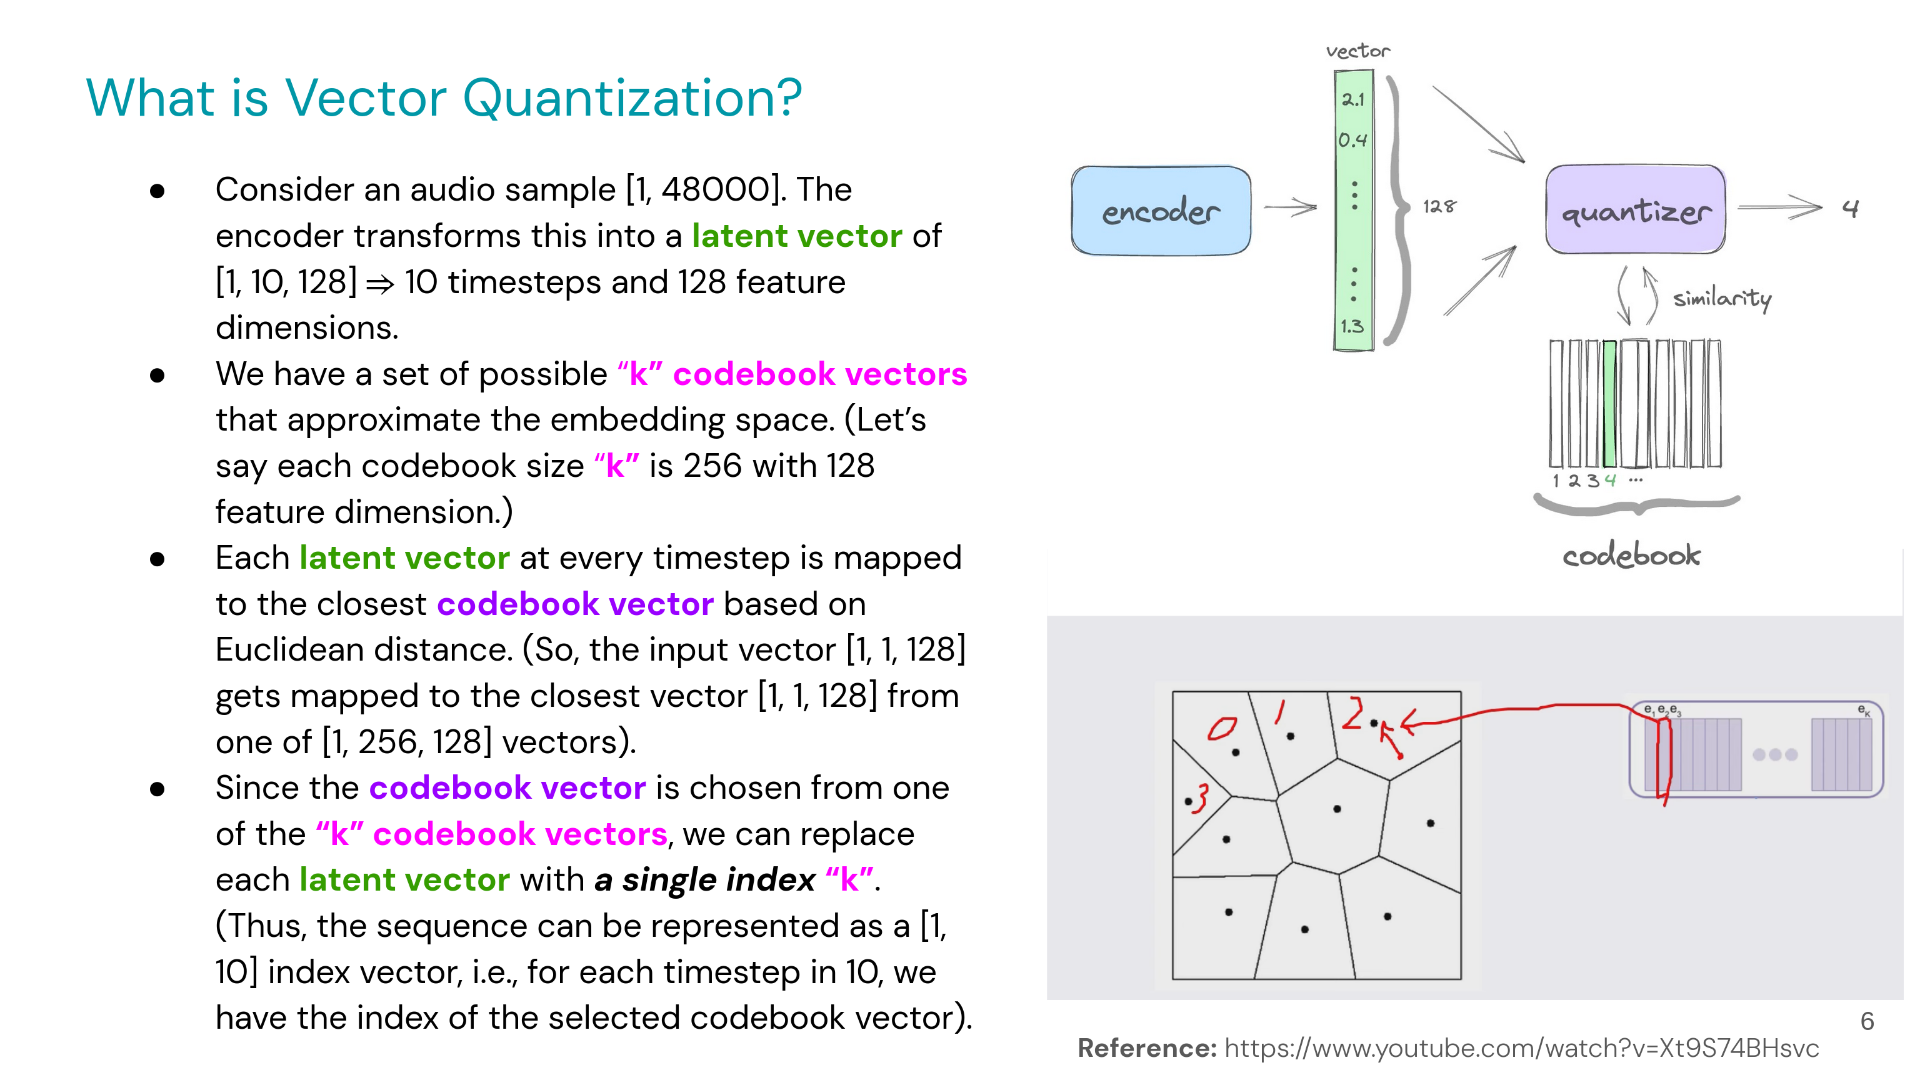 What is Vector Quantization?
● Consider an audio sample [1, 48000]. The
encoder transforms this into a latent vector of
[1, 10, 128] ⇒ 10 timesteps and 128 feature
dimensions.
● We have a set of possible “k” codebook vectors
that approximate the embedding space. (Let’s
say each codebook size “k” is 256 with 128
feature dimension.)
● Each latent vector at every timestep is mapped
to the closest codebook vector based on
Euclidean distance. (So, the input vector [1, 1, 128]
gets mapped to the closest vector [1, 1, 128] from
one of [1, 256, 128] vectors).
● Since the codebook vector is chosen from one
of the “k” codebook vectors, we can replace
each latent vector with a single index “k”.
(Thus, the sequence can be represented as a [1,
10] index vector, i.e., for each timestep in 10, we
have the index of the selected codebook vector).
vector
2.1
0.4
1.3
128
encoder
quantizer
4
similarity
1 2 3 4 ...
codebook
0 1 2
3
e1 e2 e3 eK
Reference: https://www.youtube.com/watch?v=Xt9S74BHsvc
6